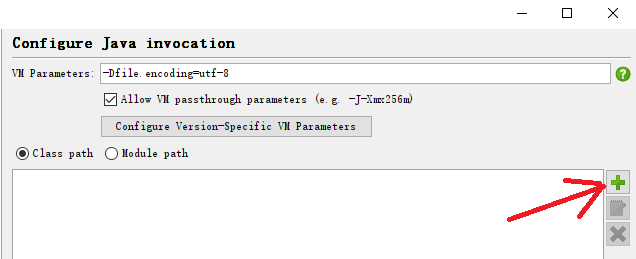 Configure Java invocation
VM Parameters: -Dfile.encoding=utf-8
Allow VM passthrough parameters (e.g. -J-Xmx256m)
Configure Version-Specific VM Parameters
Class path Module path